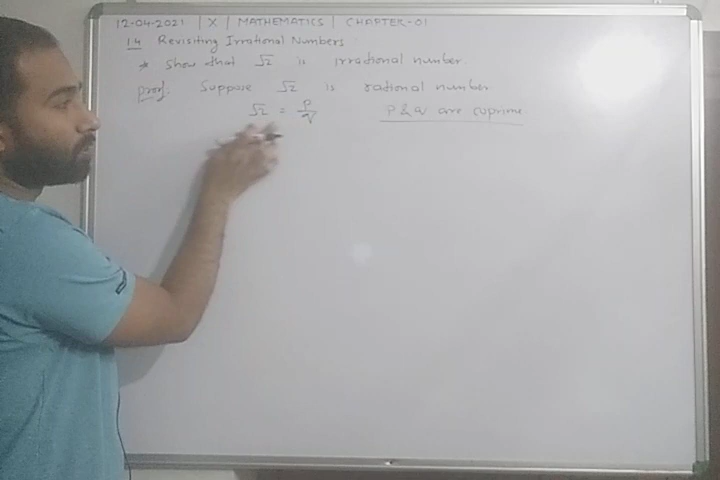 12-04-2021 | X | MATHEMATICS | CHAPTER-01
1.4 Revisiting Irrational Numbers
* Show that √2 is irrational number.
Proof: Suppose √2 is rational number
√2 = p/q P & q are coprime